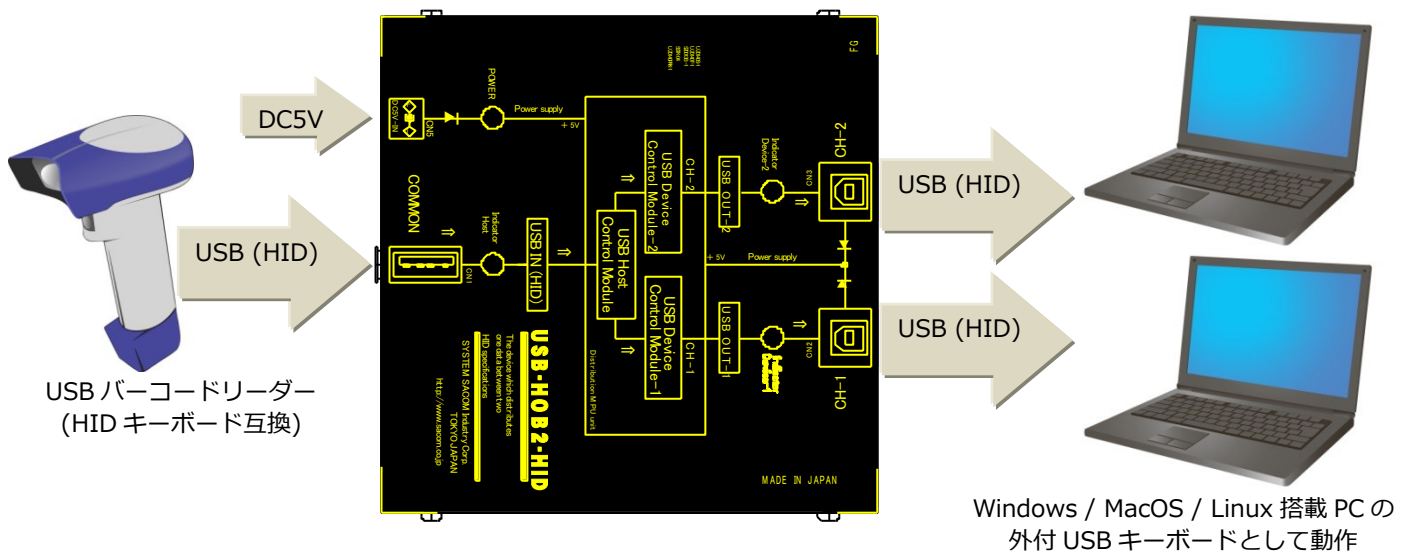 DC5V
USB (HID)
USB バーコードリーダー
(HID キーボード互換)
DC5V-IN
CN5
POWER
Power supply
+ 5V
COMMON
⇒
CN1
Indicator
Host
⇒
USB IN (HID)
⇒
USB Host
Control Module
⇒
⇒
USB Device
Control Module-2
USB Device
Control Module-1
CH-2
CH-1
Distribution MPU unit
USB OUT-2
USB OUT-1
Indicator
Device-2
⇒
CN3
CH-2
+ 5V
Power supply
⇒
CN2
CH-1
FG
USB・HOB2・HID
The device which distributes
one data between two
HID specifications
SYSTEM SACOM Industry Corp.
TOKYO JAPAN
http://www.sacom.co.jp
MADE IN JAPAN
USB (HID)
USB (HID)
Windows / MacOS / Linux 搭載 PC の
外付 USB キーボードとして動作